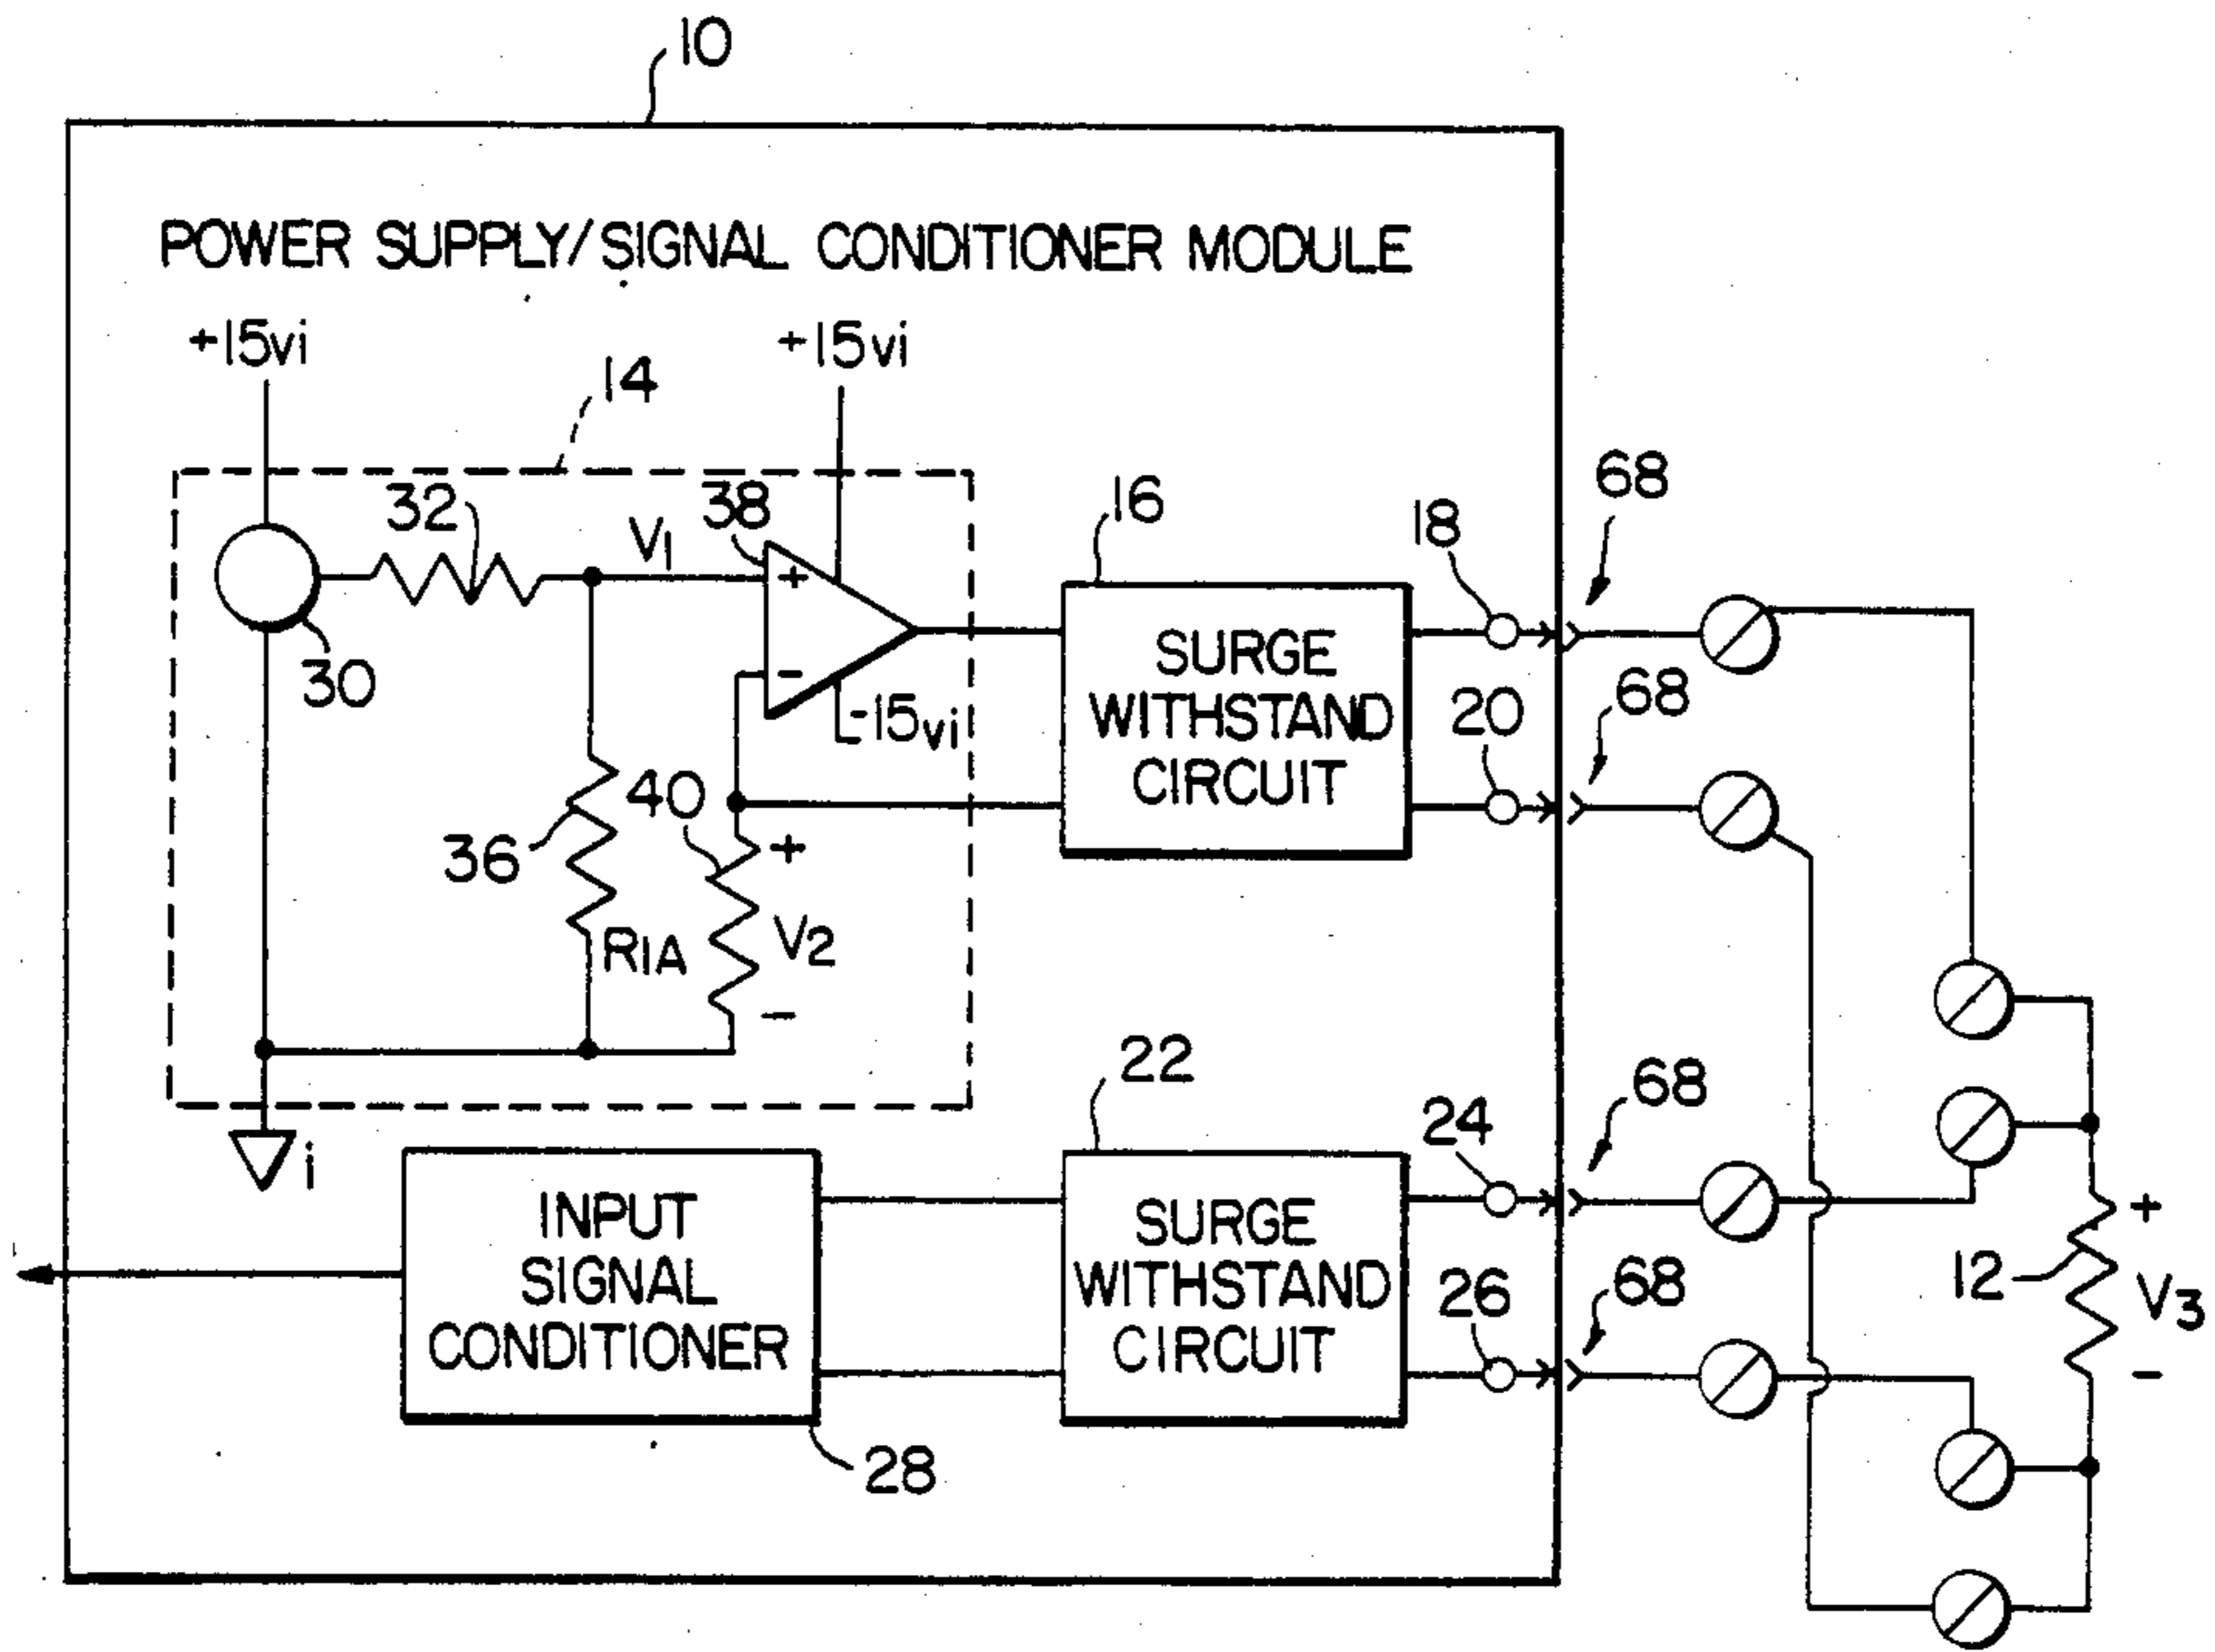 10
POWER SUPPLY/SIGNAL CONDITIONER MODULE
+15vi
+15vi
14
32
V1
38
+
-
-15vi
30
16
SURGE
WITHSTAND
CIRCUIT
18
68
20
68
36
40
+
V2
-
R1A
i
22
INPUT
SIGNAL
CONDITIONER
28
SURGE
WITHSTAND
CIRCUIT
24
68
26
68
12
+
V3
-